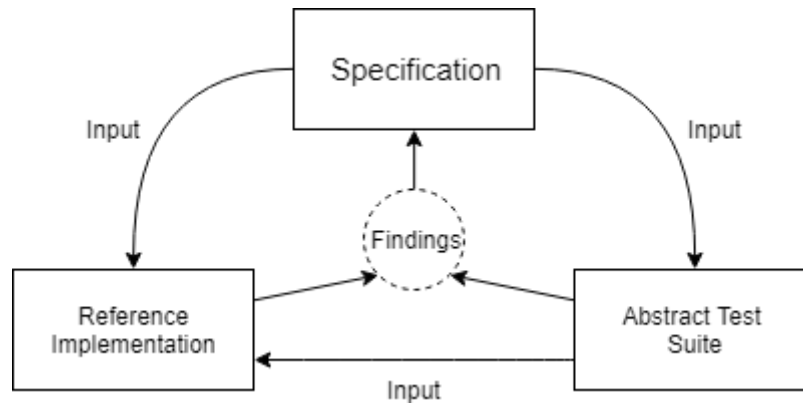 Specification
Input
Input
Findings
Reference
Implementation
Abstract Test
Suite
Input